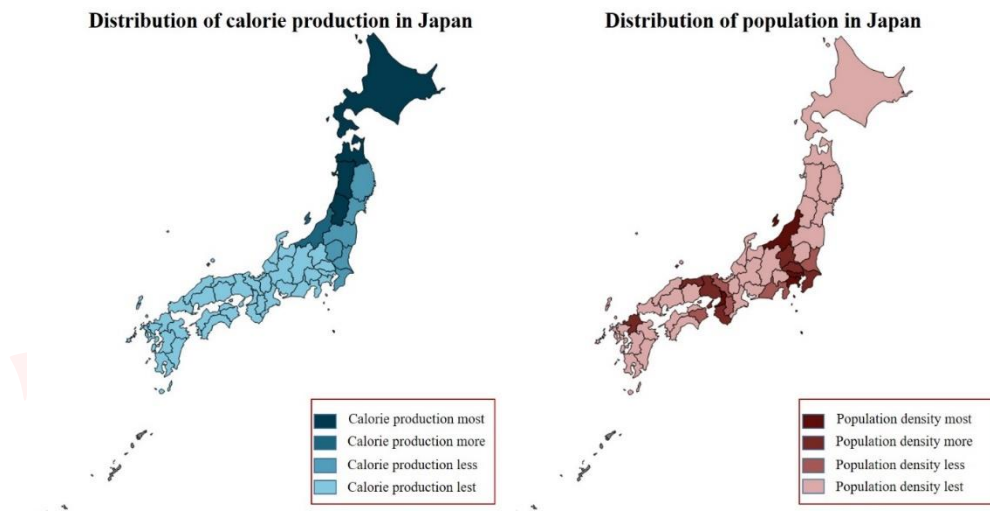 Distribution of calorie production in Japan
Distribution of population in Japan
Calorie production most
Calorie production more
Calorie production less
Calorie production lest
Population density most
Population density more
Population density less
Population density lest